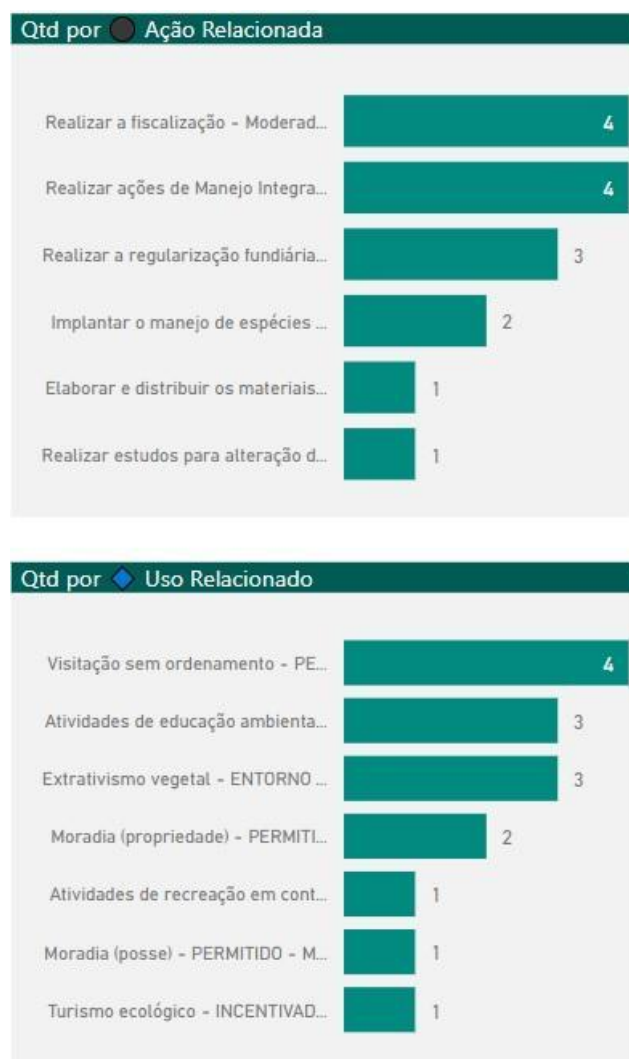 Qtd por Ação Relacionada
Realizar a fiscalização - Moderad... 4
Realizar ações de Manejo Integra... 4
Realizar a regularização fundiária... 3
Implantar o manejo de espécies ... 2
Elaborar e distribuir os materiais... 1
Realizar estudos para alteração d... 1
Qtd por Uso Relacionado
Visitação sem ordenamento - PE... 4
Atividades de educação ambienta... 3
Extrativismo vegetal - ENTORNO ... 3
Moradia (propriedade) - PERMITI... 2
Atividades de recreação em cont... 1
Moradia (posse) - PERMITIDO - M... 1
Turismo ecológico - INCENTIVAD... 1